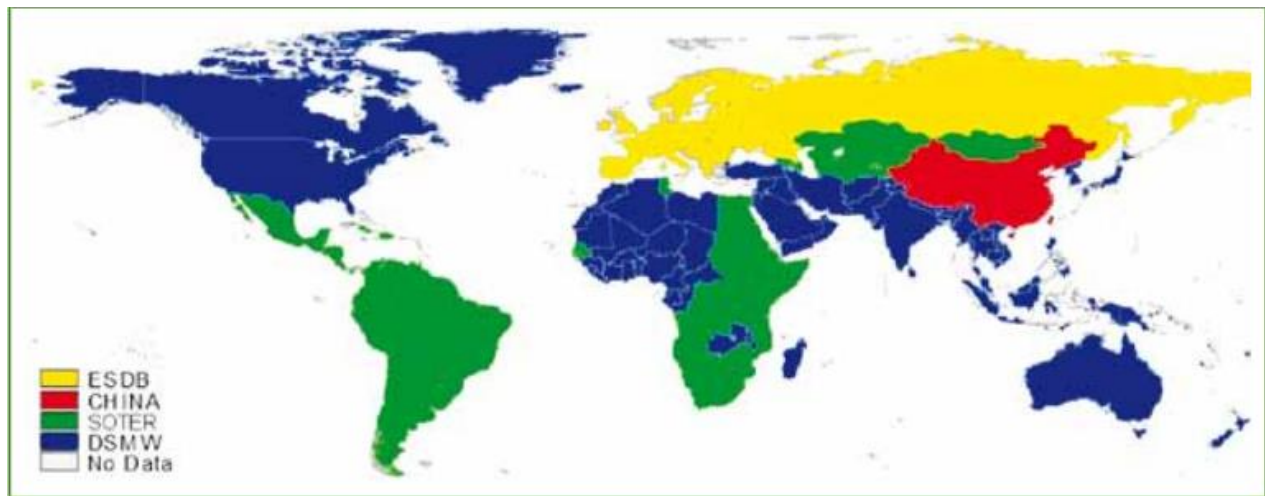 ESDB
CHINA
SOTER
DSMW
No Data